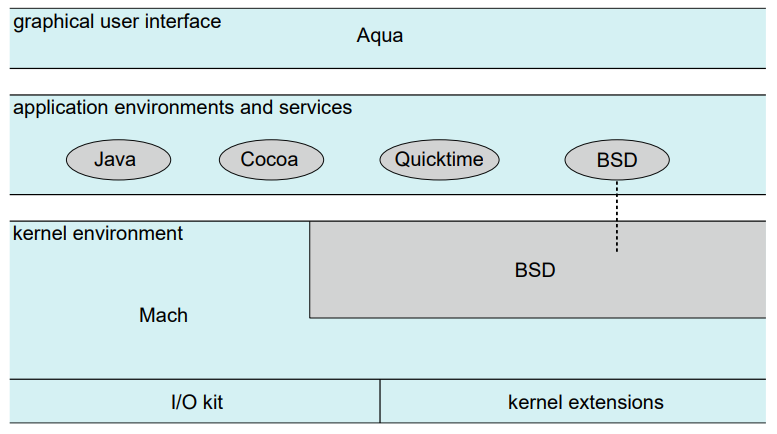 graphical user interface
Aqua
application environments and services
Java
Cocoa
Quicktime
BSD
kernel environment
BSD
Mach
I/O kit
kernel extensions